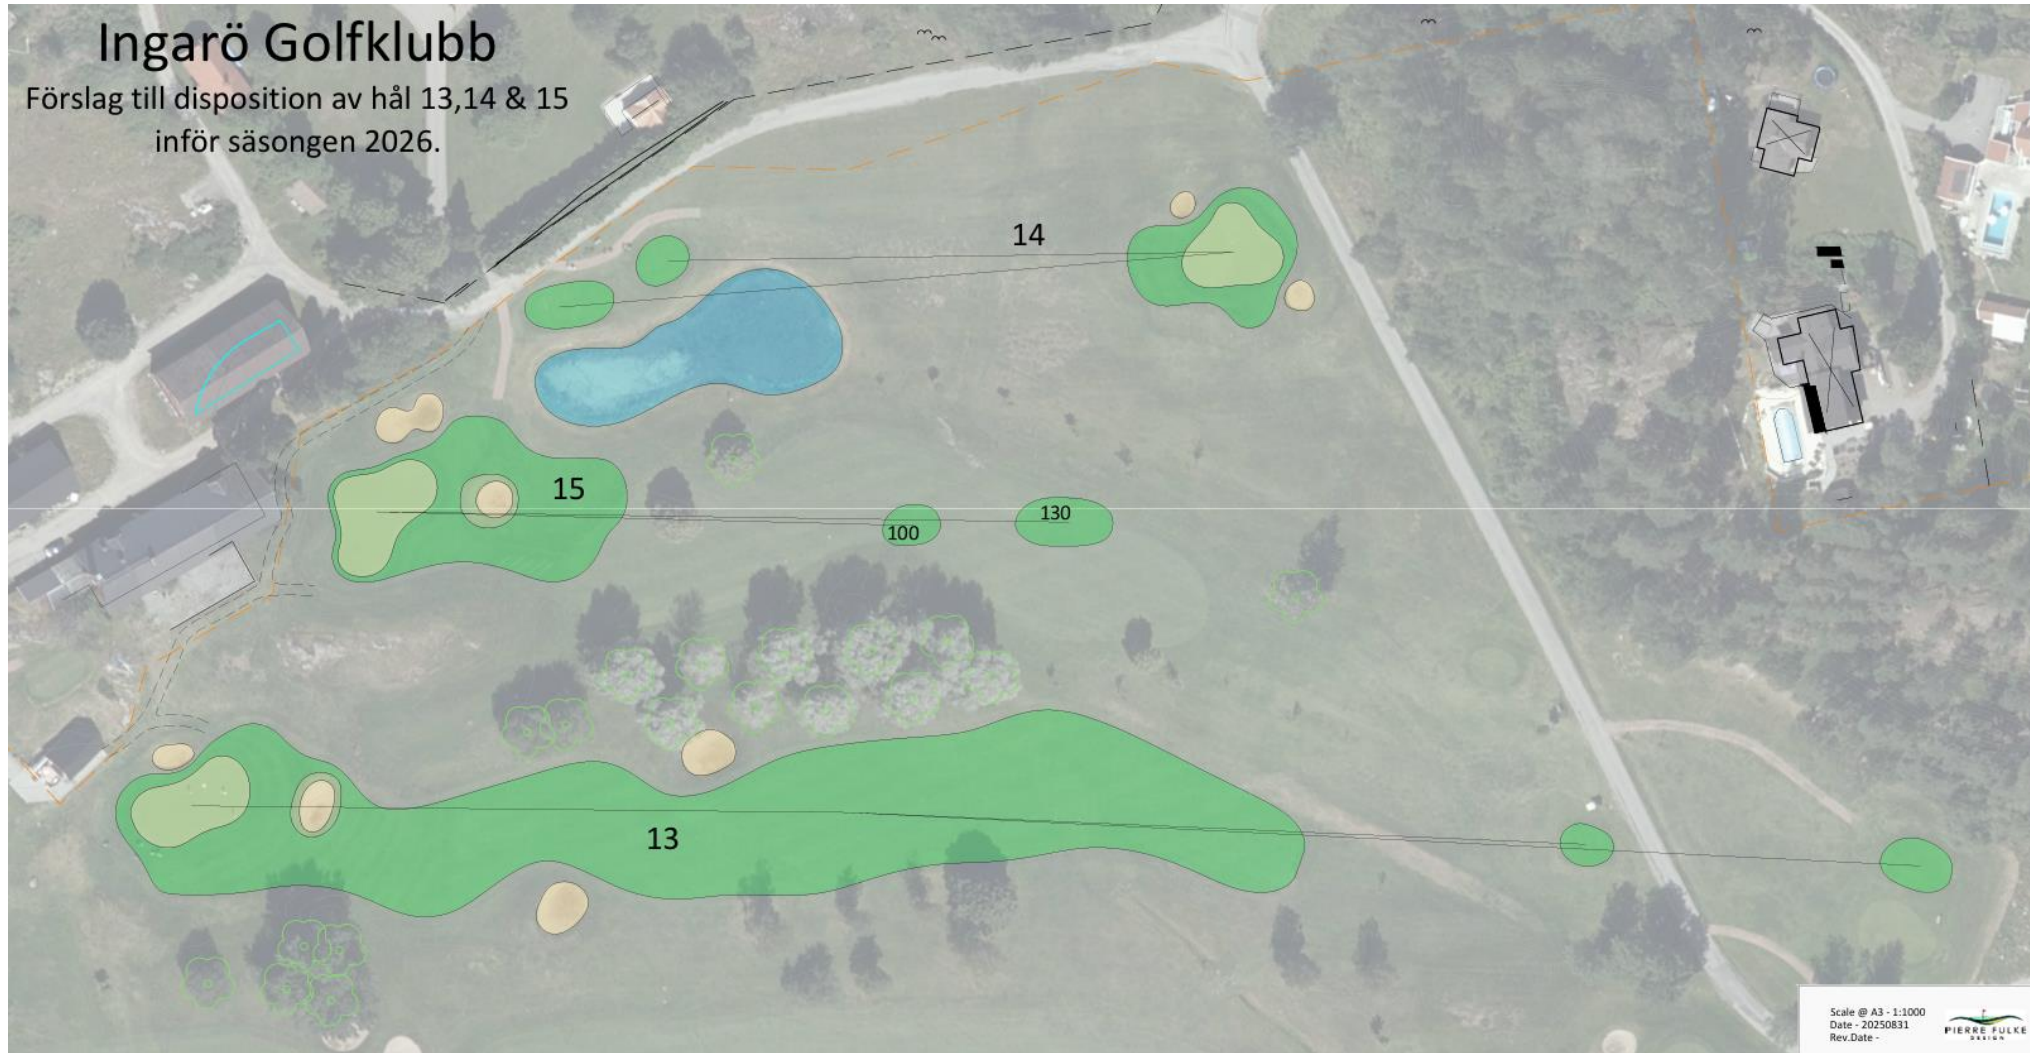 Ingarö Golfklubb
Förslag till disposition av hål 13,14 & 15
inför säsongen 2026.
14
15
100
130
13
Scale @ A3 - 1:1000
Date - 20250831
Rev.Date -
PIERRE FULKE
DESIGN